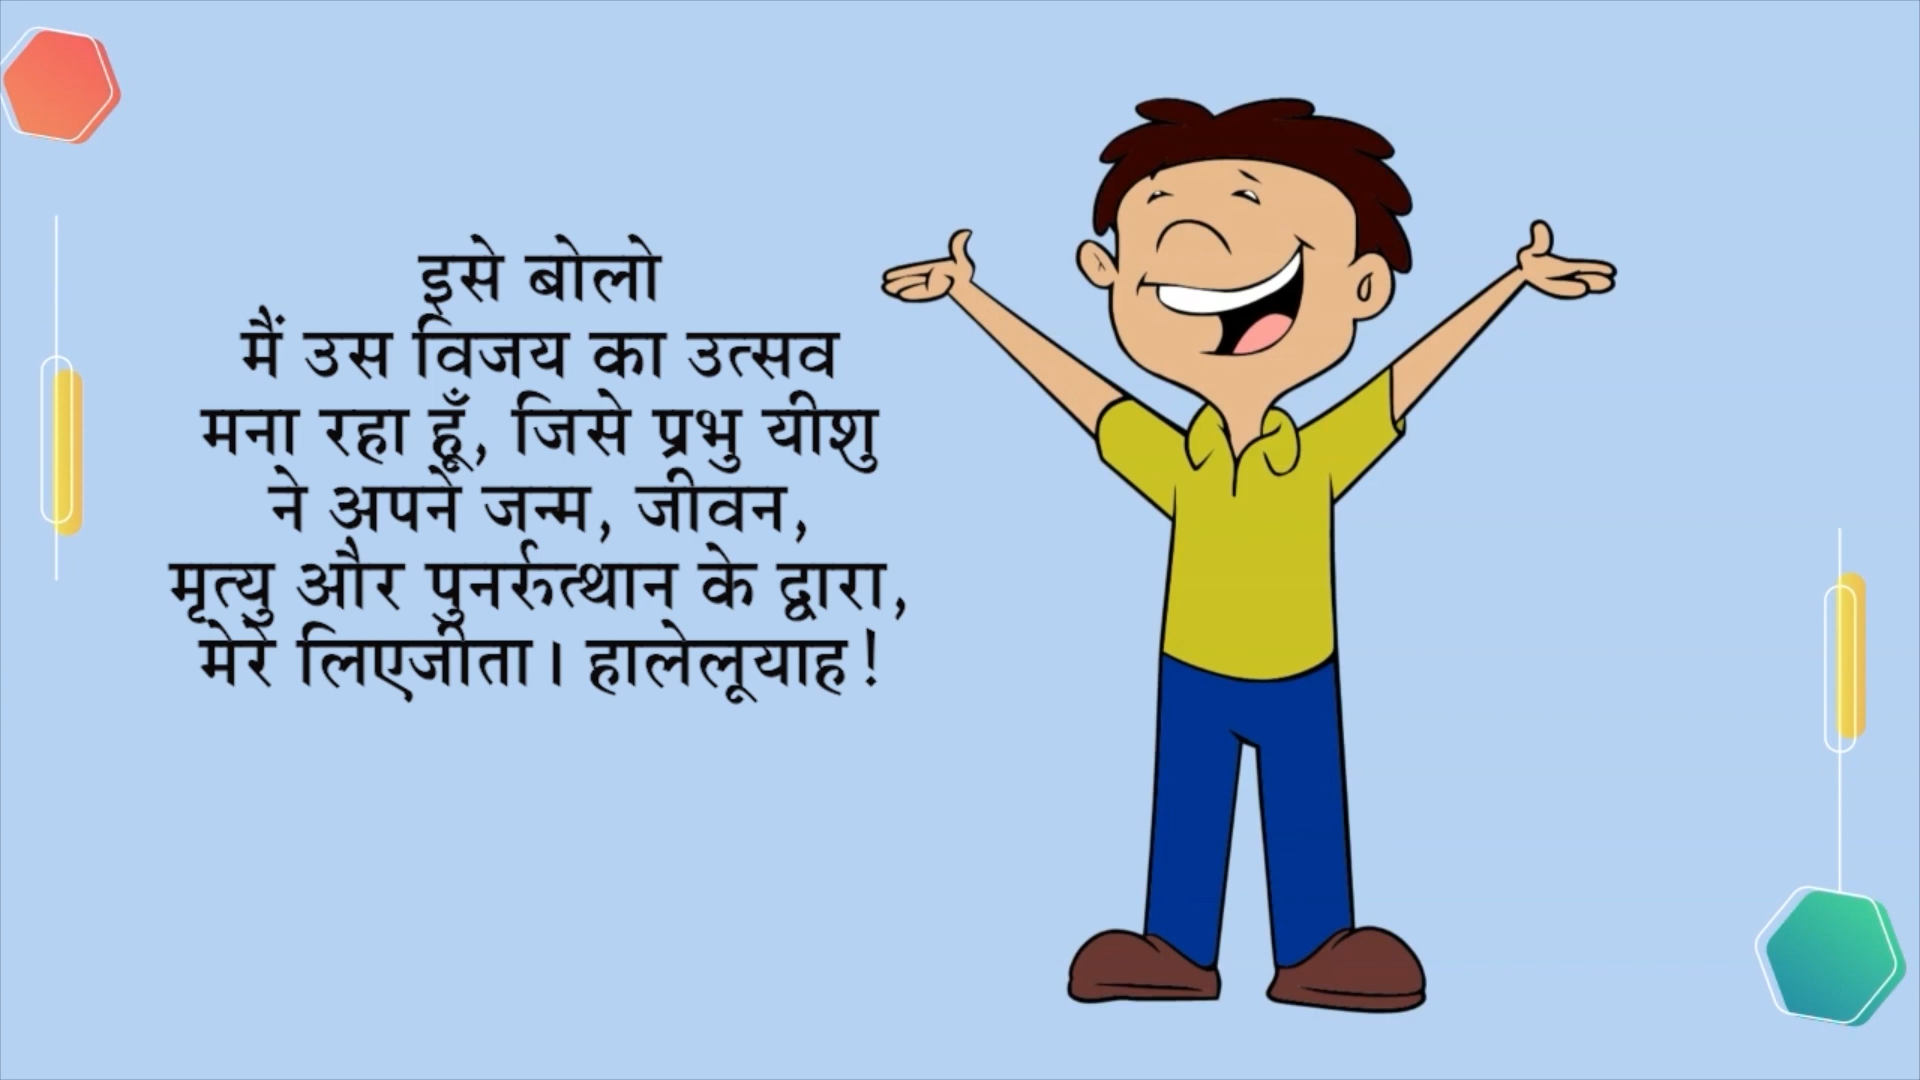 इसे बोलो
मैं उस विजय का उत्सव
मना रहा हूँ, जिसे प्रभु यीशु
ने अपने जन्म, जीवन,
मृत्यु और पुनर्रुत्थान के द्वारा,
मेरे लिएजीता। हालेलूयाह!